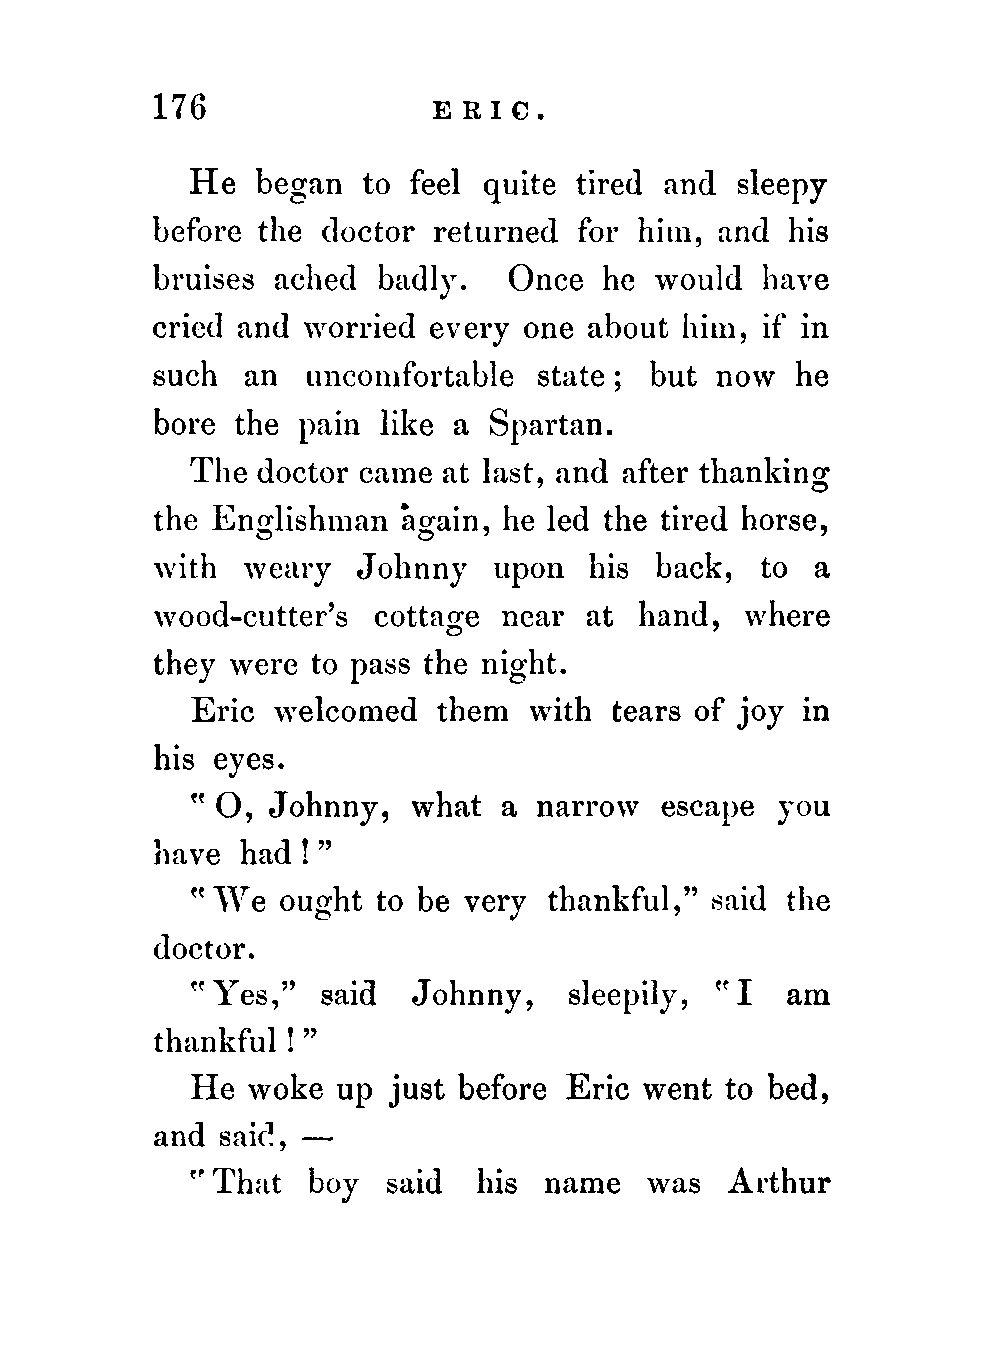 176 ERIC.
He began to feel quite tired and sleepy
before the doctor returned for him, and his
bruises ached badly. Once he would have
cried and worried every one about him, if in
such an uncomfortable state; but now he
bore the pain like a Spartan.
The doctor came at last, and after thanking
the Englishman again, he led the tired horse,
with weary Johnny upon his back, to a
wood-cutter's cottage near at hand, where
they were to pass the night.
Eric welcomed them with tears of joy in
his eyes.
"O, Johnny, what a narrow escape you
have had!"
"We ought to be very thankful," said the
doctor.
"Yes," said Johnny, sleepily, "I am
thankful!"
He woke up just before Eric went to bed,
and said, —
"That boy said his name was Arthur